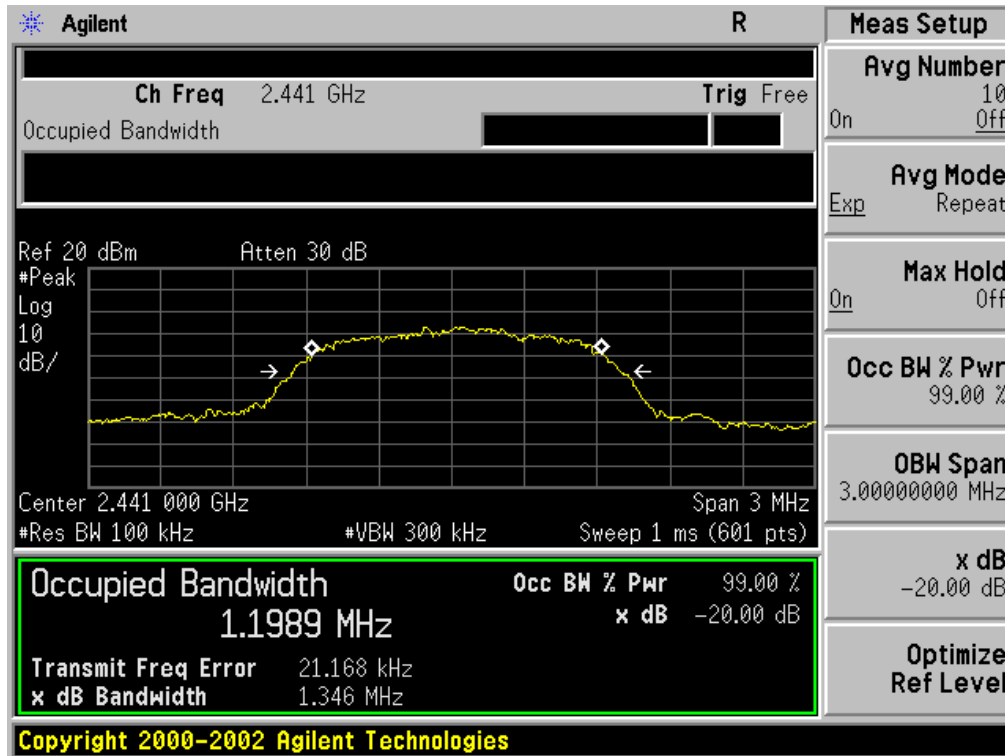 Agilent R
Ch Freq 2.441 GHz Trig Free
Occupied Bandwidth
Ref 20 dBm Atten 30 dB
#Peak
Log
10
dB/
Center 2.441 000 GHz Span 3 MHz
#Res BW 100 kHz #VBW 300 kHz Sweep 1 ms (601 pts)
Occupied Bandwidth Occ BW % Pwr 99.00 %
1.1989 MHz x dB -20.00 dB
Transmit Freq Error 21.168 kHz
x dB Bandwidth 1.346 MHz
Copyright 2000-2002 Agilent Technologies
Meas Setup
Avg Number
10
On Off
Avg Mode
Exp Repeat
Max Hold
On Off
Occ BW % Pwr
99.00 %
OBW Span
3.00000000 MHz
x dB
-20.00 dB
Optimize
Ref Level